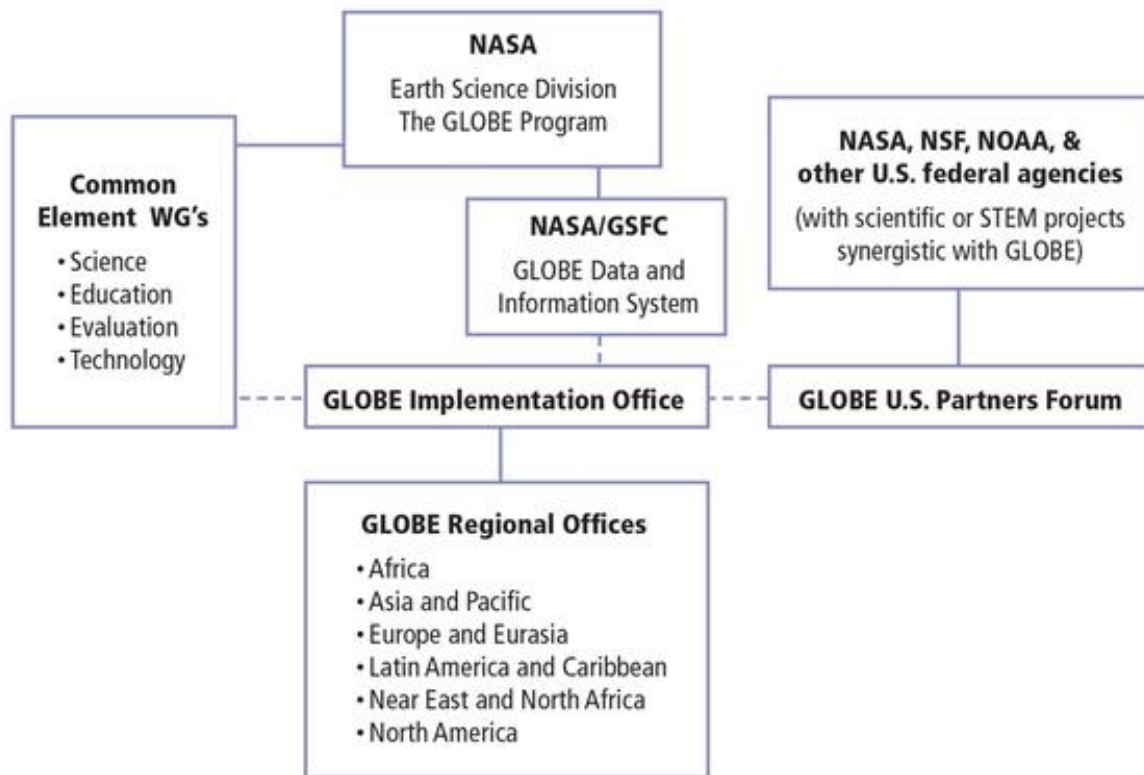 NASA
Earth Science Division
The GLOBE Program
Common
Element WG's
• Science
• Education
• Evaluation
• Technology
NASA/GSFC
GLOBE Data and
Information System
NASA, NSF, NOAA, &
other U.S. federal agencies
(with scientific or STEM projects
synergistic with GLOBE)
GLOBE Implementation Office
GLOBE U.S. Partners Forum
GLOBE Regional Offices
• Africa
• Asia and Pacific
• Europe and Eurasia
• Latin America and Caribbean
• Near East and North Africa
• North America